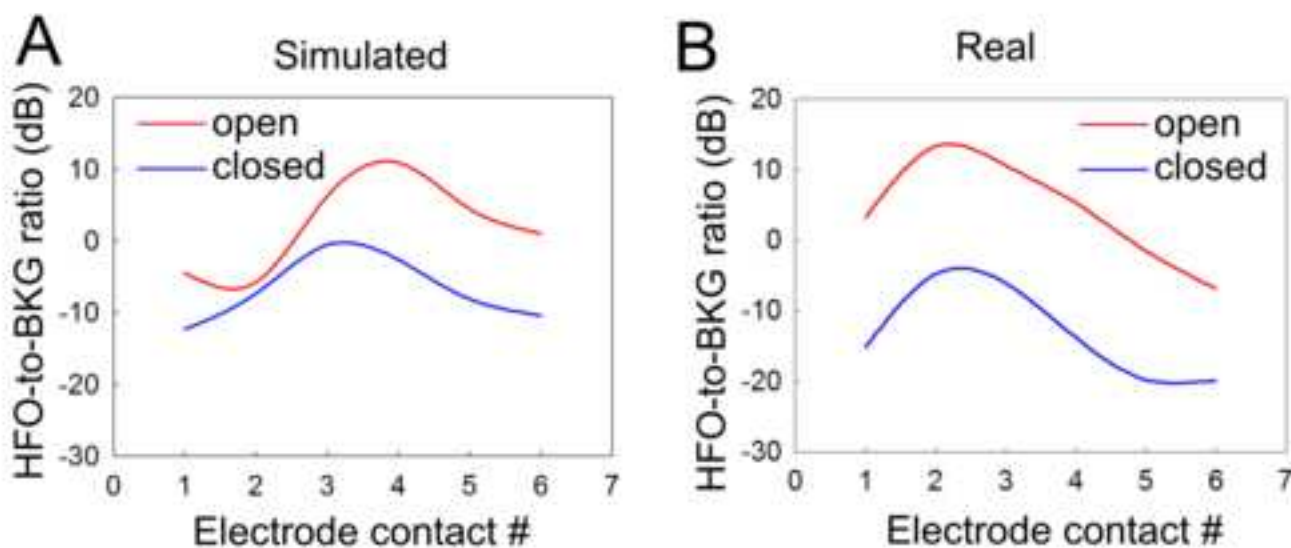 A
Simulated
HFO-to-BKG ratio (dB)
20
10
0
-10
-20
-30
open
closed
0 1 2 3 4 5 6 7
Electrode contact #
B
Real
HFO-to-BKG ratio (dB)
20
10
0
-10
-20
-30
open
closed
0 1 2 3 4 5 6 7
Electrode contact #